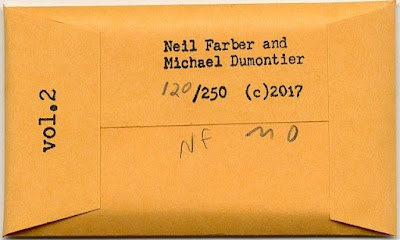 Neil Farber and
Michael Dumontier
120/250 (c)2017
vol.2
NF MD